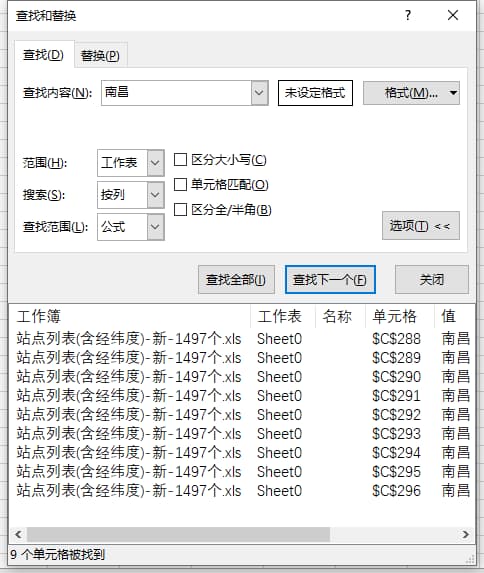 查找和替换
查找(D) 替换(P)
查找内容(N): 南昌 未设定格式 格式(M)...
范围(H): 工作表 区分大小写(C)
搜索(S): 按列 单元格匹配(O)
查找范围(L): 公式 区分全/半角(B)
选项(T) <<
查找全部(I) 查找下一个(F) 关闭
工作簿 工作表 名称 单元格 值
站点列表(含经纬度)-新-1497个.xls Sheet0 $C$288 南昌
站点列表(含经纬度)-新-1497个.xls Sheet0 $C$289 南昌
站点列表(含经纬度)-新-1497个.xls Sheet0 $C$290 南昌
站点列表(含经纬度)-新-1497个.xls Sheet0 $C$291 南昌
站点列表(含经纬度)-新-1497个.xls Sheet0 $C$292 南昌
站点列表(含经纬度)-新-1497个.xls Sheet0 $C$293 南昌
站点列表(含经纬度)-新-1497个.xls Sheet0 $C$294 南昌
站点列表(含经纬度)-新-1497个.xls Sheet0 $C$295 南昌
站点列表(含经纬度)-新-1497个.xls Sheet0 $C$296 南昌
9 个单元格被找到